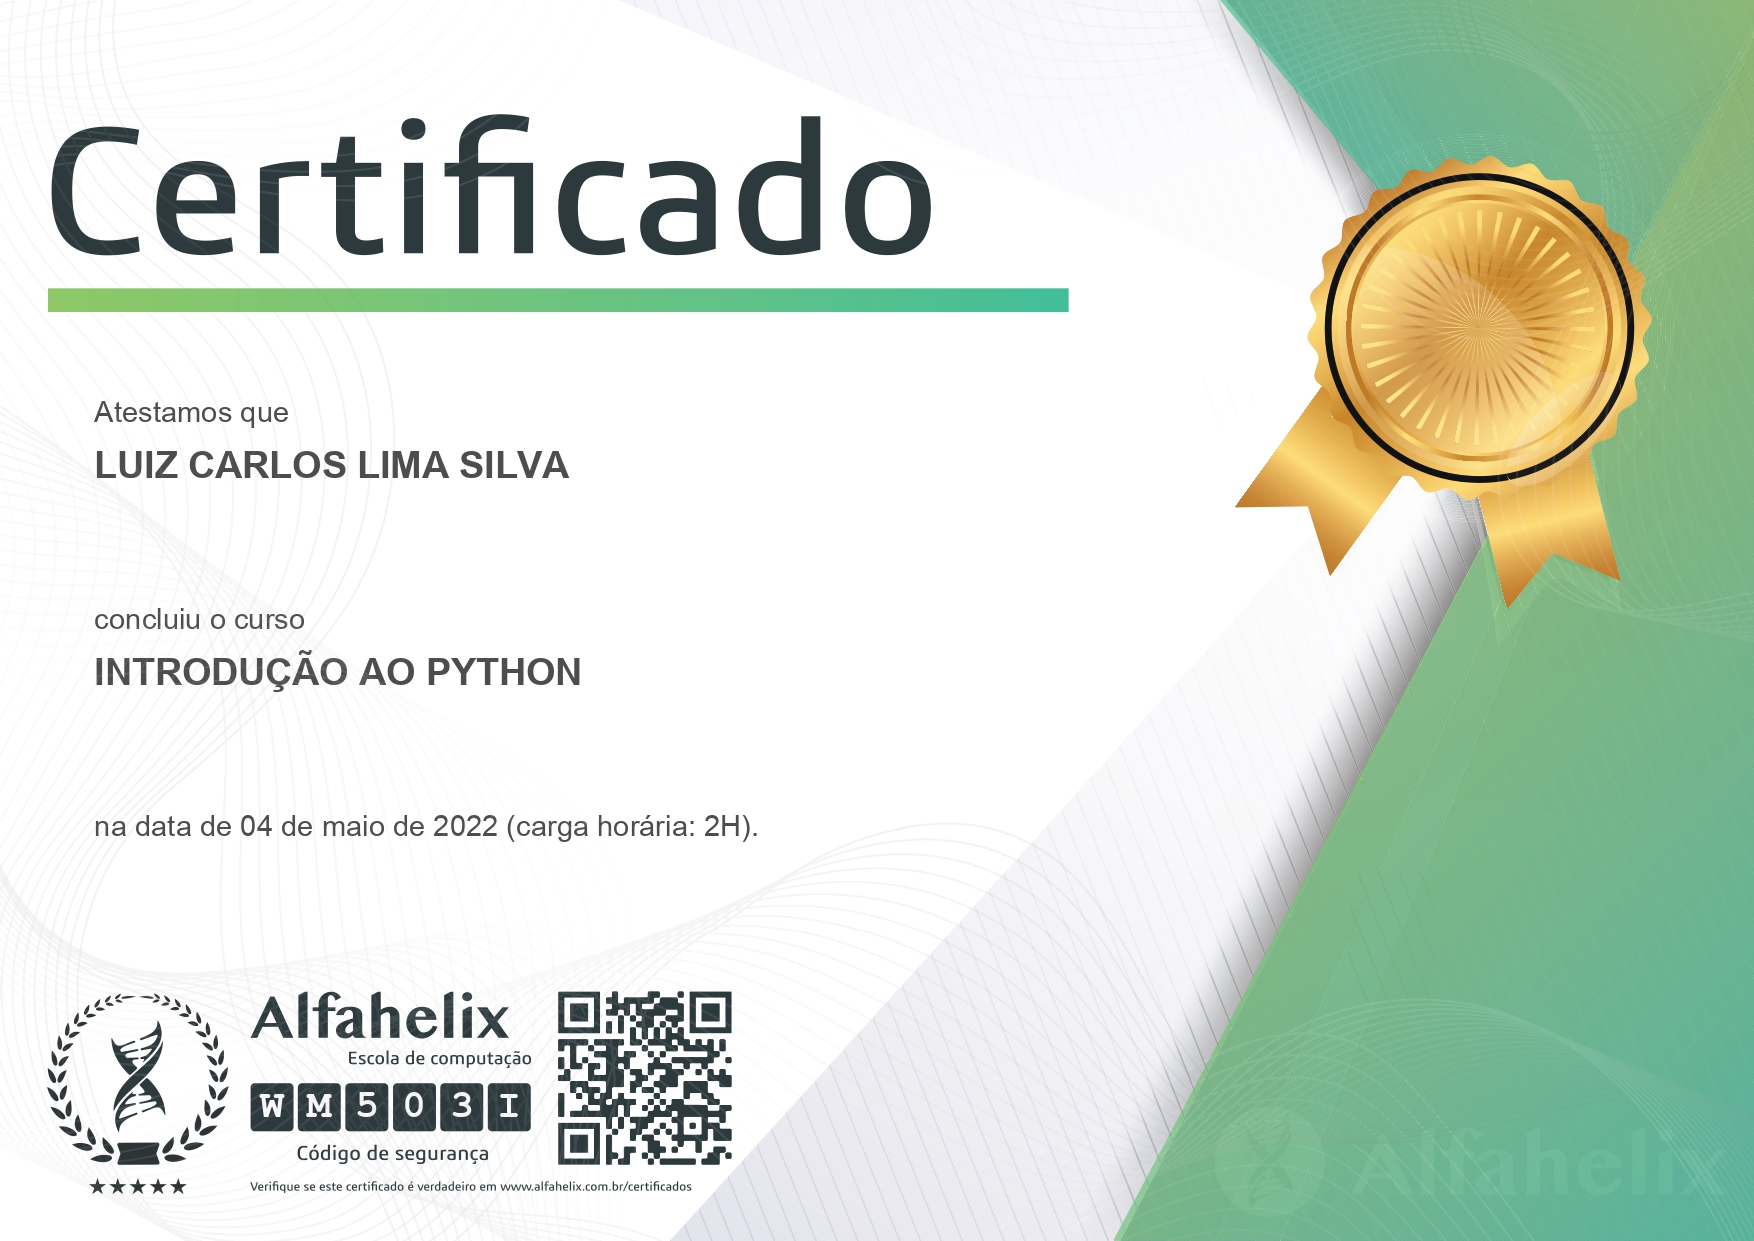 Certificado
Atestamos que
LUIZ CARLOS LIMA SILVA
concluiu o curso
INTRODUÇÃO AO PYTHON
na data de 04 de maio de 2022 (carga horária: 2H).
Alfahelix
Escola de computação
WM503I
Código de segurança
Verifique se este certificado é verdadeiro em www.alfahelix.com.br/certificados
Alfahelix